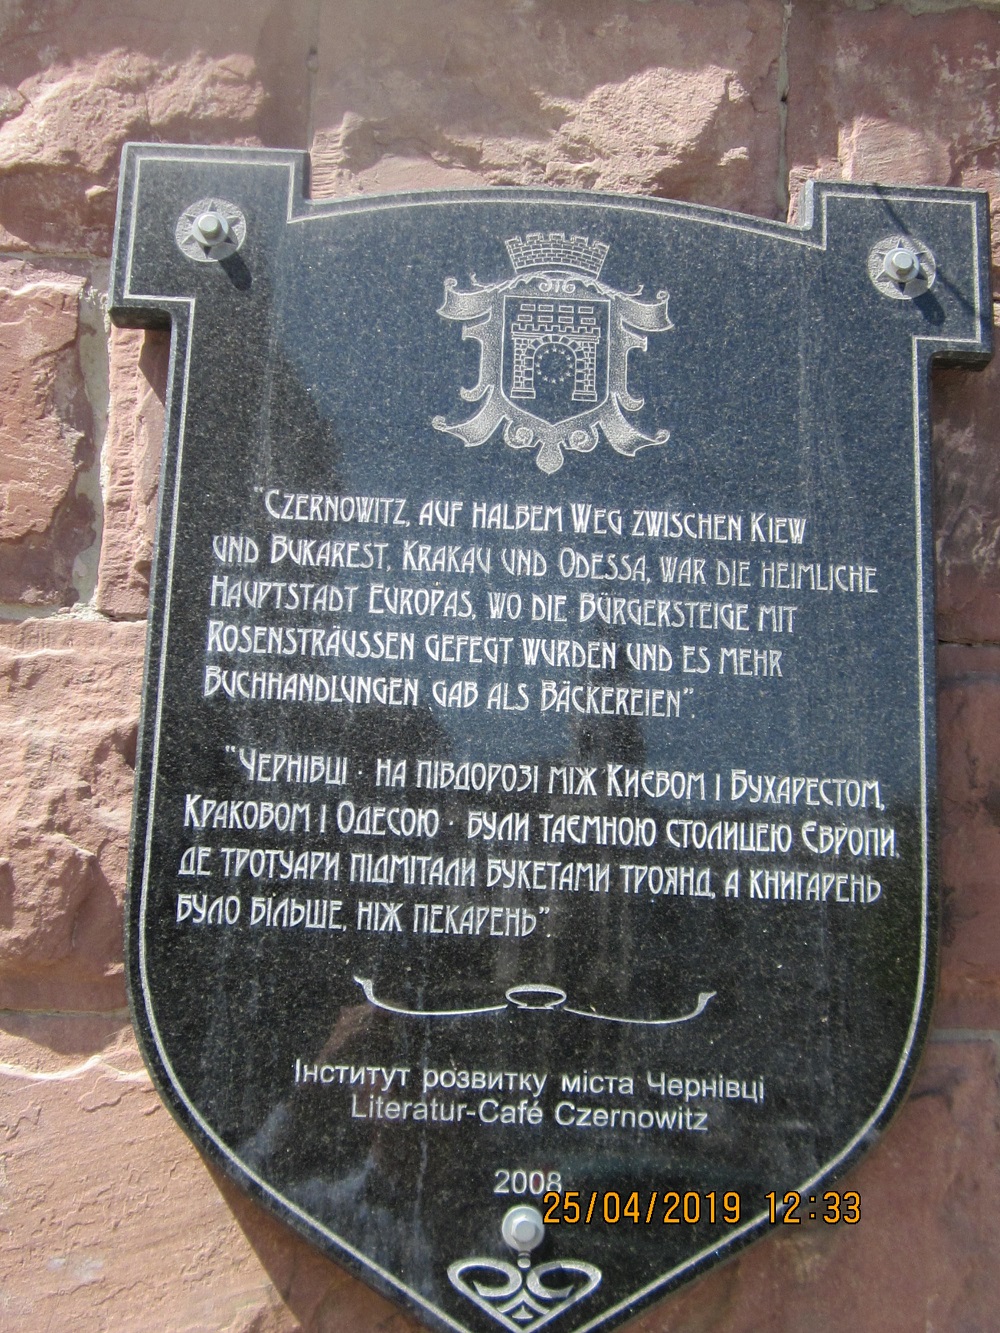 "Czernowitz, auf halbem Weg zwischen Kiew
und Bukarest, Krakau und Odessa, war die heimliche
Hauptstadt Europas, wo die Bürgersteige mit
Rosensträussen gefegt wurden und es mehr
Buchhandlungen gab als Bäckereien"
"Чернівці - на півдорозі між Києвом і Бухарестом,
Краковом і Одесою - були таємною столицею Європи,
де тротуари підмітали букетами троянд, а книгарень
було більше, ніж пекарень".
Інститут розвитку міста Чернівці
Literatur-Café Czernowitz
2008
25/04/2019 12:33